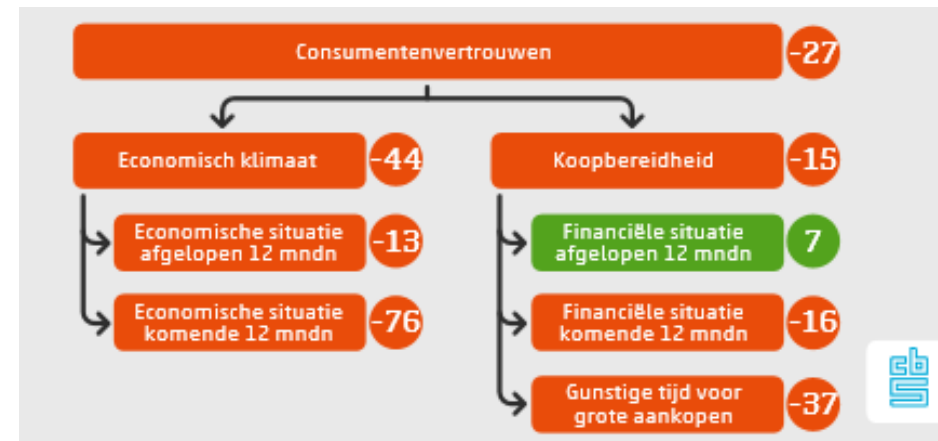 Consumentenvertrouwen
-27
Economisch klimaat
-44
Koopbereidheid
-15
Economische situatie
afgelopen 12 mndn
-13
Financiële situatie
afgelopen 12 mndn
7
Economische situatie
komende 12 mndn
-76
Financiële situatie
komende 12 mndn
-16
Gunstige tijd voor
grote aankopen
-37
cbs